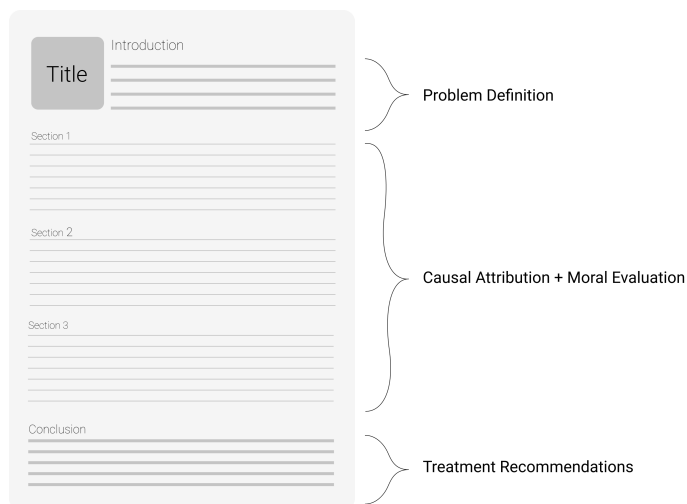 Introduction
Title
Problem Definition
Section 1
Section 2
Causal Attribution + Moral Evaluation
Section 3
Conclusion
Treatment Recommendations